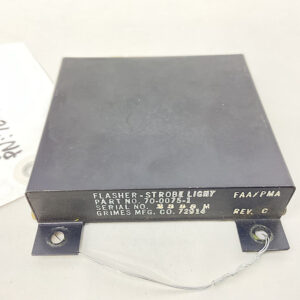 FLASHER-STROBE LIGHT FAA/PMA
PART NO. 70-0075-1
SERIAL NO.
GRIMES MFG. CO. 72914 REV. C